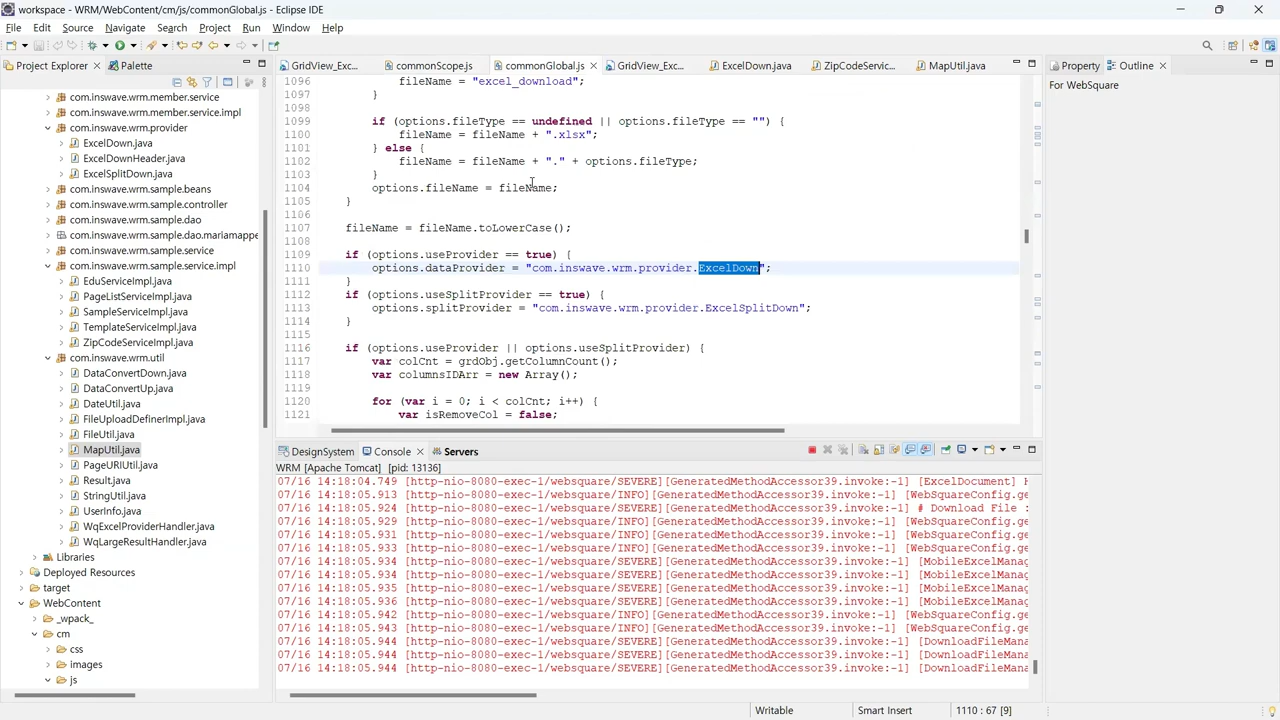 workspace - WRM/WebContent/cm/js/commonGlobal.js - Eclipse IDE
File Edit Source Navigate Search Project Run Window Help
Project Explorer
Palette
GridView_Exc...
commonScope.js
commonGlobal.js
GridView_Exc...
ExcelDown.java
ZipCodeServic...
MapUtil.java
Property
Outline
For WebSquare
com.inswave.wrm.member.service
com.inswave.wrm.member.service.impl
com.inswave.wrm.provider
ExcelDown.java
ExcelDownHeader.java
ExcelSplitDown.java
com.inswave.wrm.sample.beans
com.inswave.wrm.sample.controller
com.inswave.wrm.sample.dao
com.inswave.wrm.sample.dao.mariamappe
com.inswave.wrm.sample.service
com.inswave.wrm.sample.service.impl
EduServiceImpl.java
PageListServiceImpl.java
SampleServiceImpl.java
TemplateServiceImpl.java
ZipCodeServiceImpl.java
com.inswave.wrm.util
DataConvertDown.java
DataConvertUp.java
DateUtil.java
FileUploadDefinerImpl.java
FileUtil.java
MapUtil.java
PageURIUtil.java
Result.java
StringUtil.java
UserInfo.java
WqExcelProviderHandler.java
WqLargeResultHandler.java
Libraries
Deployed Resources
target
WebContent
_wpack_
cm
css
images
js
1096 fileName = "excel_download";
1097 }
1098
1099 if (options.fileType == undefined || options.fileType == "") {
1100 fileName = fileName + ".xlsx";
1101 } else {
1102 fileName = fileName + "." + options.fileType;
1103 }
1104 options.fileName = fileName;
1105 }
1106
1107 fileName = fileName.toLowerCase();
1108
1109 if (options.useProvider == true) {
1110 options.dataProvider = "com.inswave.wrm.provider.ExcelDown";
1111 }
1112 if (options.useSplitProvider == true) {
1113 options.splitProvider = "com.inswave.wrm.provider.ExcelSplitDown";
1114 }
1115
1116 if (options.useProvider || options.useSplitProvider) {
1117 var colCnt = grdObj.getColumnCount();
1118 var columnsIDArr = new Array();
1119
1120 for (var i = 0; i < colCnt; i++) {
1121 var isRemoveCol = false;
DesignSystem
Console
Servers
WRM [Apache Tomcat] [pid: 13136]
07/16 14:18:04.749 [http-nio-8080-exec-1/websquare/SEVERE][GeneratedMethodAccessor39.invoke:-1] [ExcelDocument] H
07/16 14:18:05.913 [http-nio-8080-exec-1/websquare/INFO][GeneratedMethodAccessor39.invoke:-1] [WebSquareConfig.ge
07/16 14:18:05.924 [http-nio-8080-exec-1/websquare/SEVERE][GeneratedMethodAccessor39.invoke:-1] # Download File :
07/16 14:18:05.929 [http-nio-8080-exec-1/websquare/INFO][GeneratedMethodAccessor39.invoke:-1] [WebSquareConfig.ge
07/16 14:18:05.931 [http-nio-8080-exec-1/websquare/INFO][GeneratedMethodAccessor39.invoke:-1] [WebSquareConfig.ge
07/16 14:18:05.933 [http-nio-8080-exec-1/websquare/INFO][GeneratedMethodAccessor39.invoke:-1] [WebSquareConfig.ge
07/16 14:18:05.934 [http-nio-8080-exec-1/websquare/SEVERE][GeneratedMethodAccessor39.invoke:-1] [MobileExcelManag
07/16 14:18:05.934 [http-nio-8080-exec-1/websquare/SEVERE][GeneratedMethodAccessor39.invoke:-1] [MobileExcelManag
07/16 14:18:05.935 [http-nio-8080-exec-1/websquare/SEVERE][GeneratedMethodAccessor39.invoke:-1] [MobileExcelManag
07/16 14:18:05.936 [http-nio-8080-exec-1/websquare/SEVERE][GeneratedMethodAccessor39.invoke:-1] [MobileExcelManag
07/16 14:18:05.942 [http-nio-8080-exec-1/websquare/INFO][GeneratedMethodAccessor39.invoke:-1] [WebSquareConfig.ge
07/16 14:18:05.943 [http-nio-8080-exec-1/websquare/INFO][GeneratedMethodAccessor39.invoke:-1] [WebSquareConfig.ge
07/16 14:18:05.944 [http-nio-8080-exec-1/websquare/SEVERE][GeneratedMethodAccessor39.invoke:-1] [DownloadFileMana
07/16 14:18:05.944 [http-nio-8080-exec-1/websquare/SEVERE][GeneratedMethodAccessor39.invoke:-1] [DownloadFileMana
07/16 14:18:05.944 [http-nio-8080-exec-1/websquare/SEVERE][GeneratedMethodAccessor39.invoke:-1] [DownloadFileMana
Writable
Smart Insert
1110 : 67 [9]